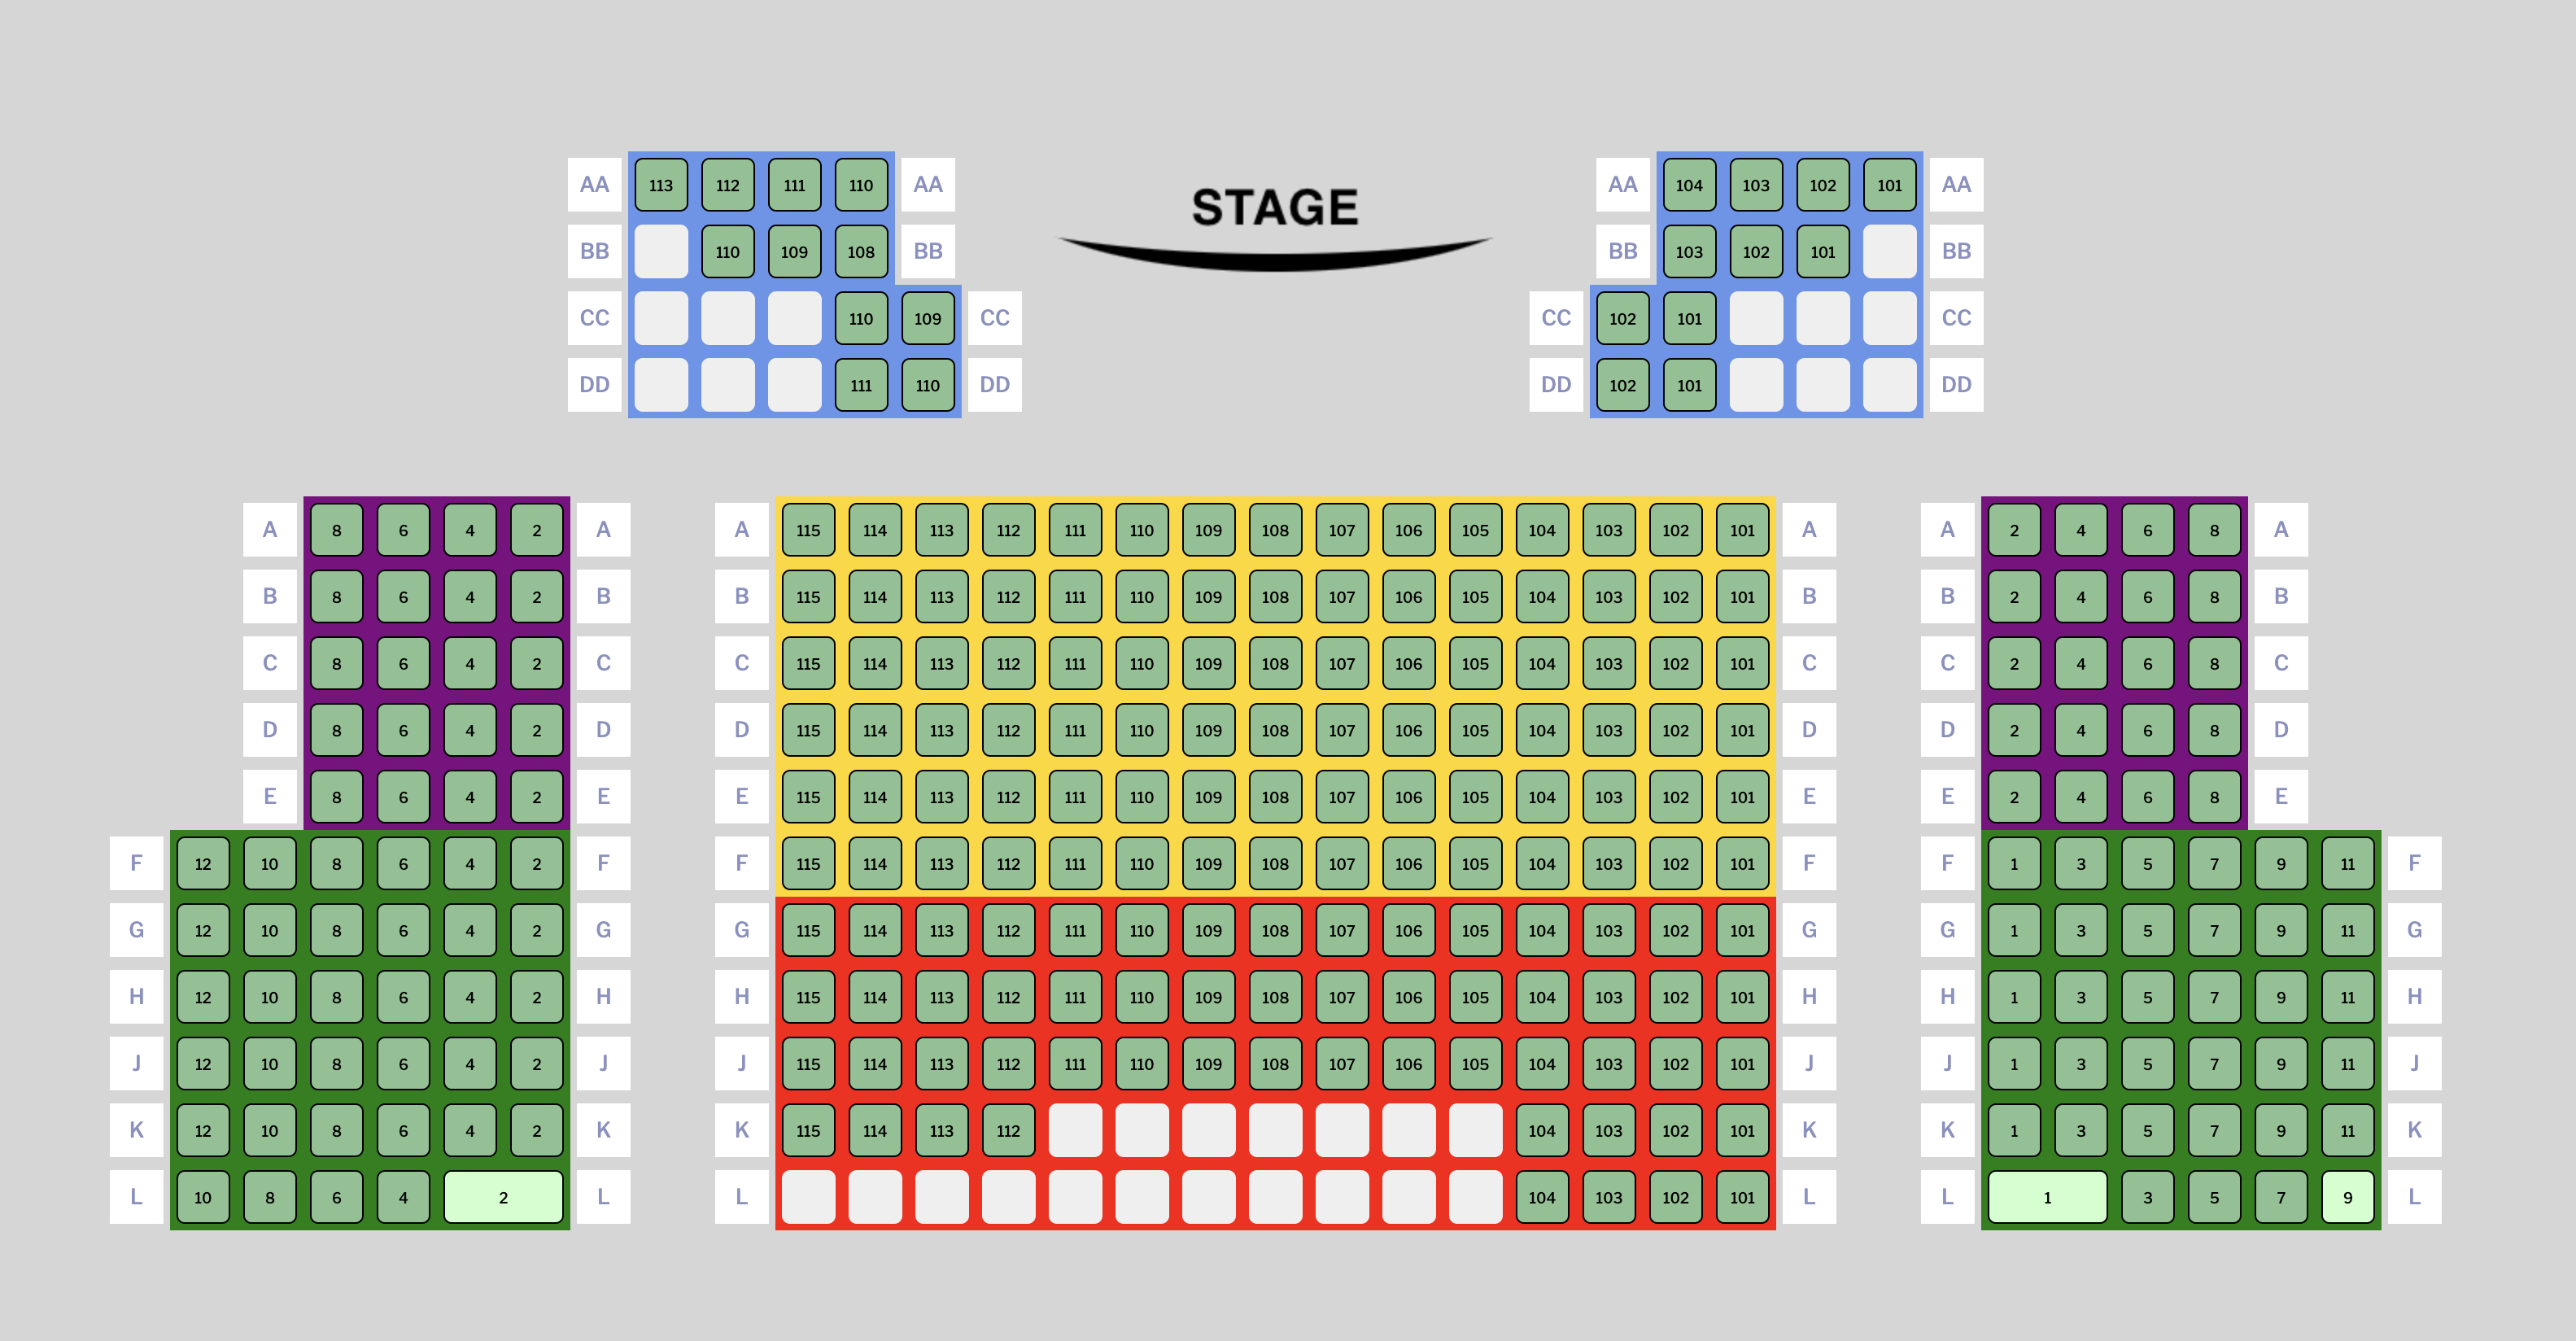 STAGE
AA 113 112 111 110 AA
BB 110 109 108 BB
CC 110 109 CC
DD 111 110 DD
AA 104 103 102 101 AA
BB 103 102 101 BB
CC 102 101 CC
DD 102 101 DD
A 8 6 4 2 A
B 8 6 4 2 B
C 8 6 4 2 C
D 8 6 4 2 D
E 8 6 4 2 E
F 12 10 8 6 4 2 F
G 12 10 8 6 4 2 G
H 12 10 8 6 4 2 H
J 12 10 8 6 4 2 J
K 12 10 8 6 4 2 K
L 10 8 6 4 2 L
A 115 114 113 112 111 110 109 108 107 106 105 104 103 102 101 A
B 115 114 113 112 111 110 109 108 107 106 105 104 103 102 101 B
C 115 114 113 112 111 110 109 108 107 106 105 104 103 102 101 C
D 115 114 113 112 111 110 109 108 107 106 105 104 103 102 101 D
E 115 114 113 112 111 110 109 108 107 106 105 104 103 102 101 E
F 115 114 113 112 111 110 109 108 107 106 105 104 103 102 101 F
G 115 114 113 112 111 110 109 108 107 106 105 104 103 102 101 G
H 115 114 113 112 111 110 109 108 107 106 105 104 103 102 101 H
J 115 114 113 112 111 110 109 108 107 106 105 104 103 102 101 J
K 115 114 113 112 104 103 102 101 K
L 104 103 102 101 L
A 2 4 6 8 A
B 2 4 6 8 B
C 2 4 6 8 C
D 2 4 6 8 D
E 2 4 6 8 E
F 1 3 5 7 9 11 F
G 1 3 5 7 9 11 G
H 1 3 5 7 9 11 H
J 1 3 5 7 9 11 J
K 1 3 5 7 9 11 K
L 1 3 5 7 9 L